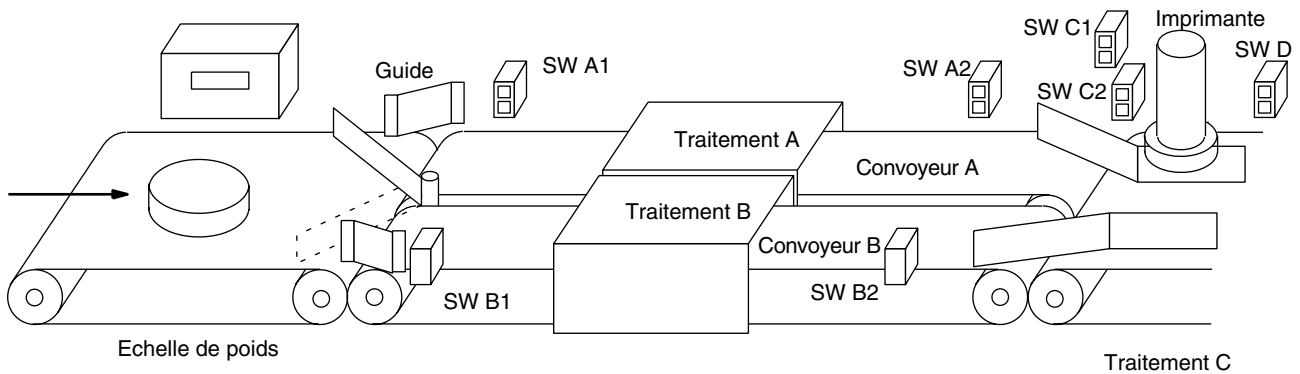 SW C1
Imprimante
SW D
Guide
SW A1
SW A2
SW C2
Traitement A
Convoyeur A
Traitement B
Convoyeur B
SW B1
SW B2
Echelle de poids
Traitement C